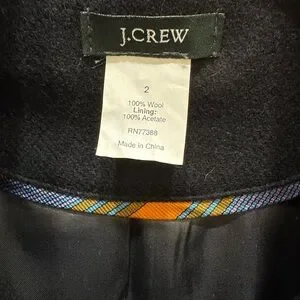 J.CREW
2
100% Wool
Lining:
100% Acetate
RN77388
Made in China